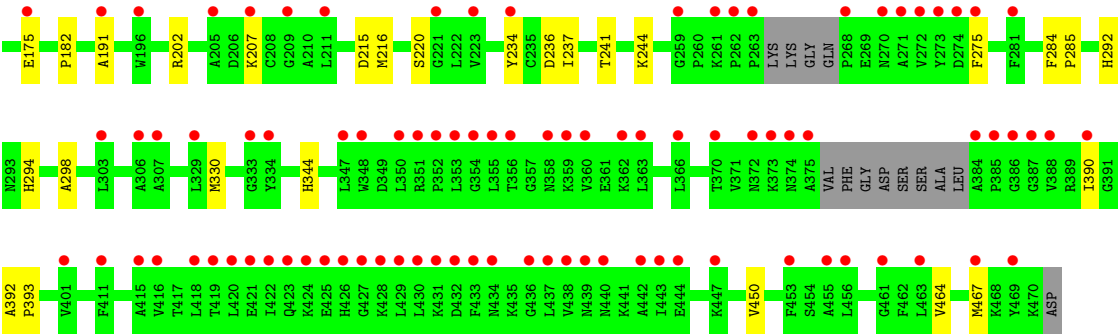 E175 P182 A191 W196 R202 A205 D206 K207 C208 G209 A210 L211 D215 M216 S220 G221 L222 V223 Y234 C235 D236 I237 T241 K244 G259 P260 K261 P262 P263 LYS LYS GLY GLN P268 E269 N270 A271 V272 Y273 D274 F275 F281 F284 P285 H292
N293 H294 A298 L303 A306 A307 L329 M330 G333 Y334 H344 L347 W348 D349 L350 R351 P352 L353 G354 L355 T356 G357 N358 K359 V360 E361 K362 L363 L366 T370 V371 N372 K373 N374 A375 VAL PHE GLY ASP SER SER ALA LEU A384 P385 G386 G387 V388 R389 I390 G391
A392 P393 V401 F411 A415 V416 T417 L418 T419 L420 E421 I422 Q423 K424 E425 H426 G427 K428 L429 L430 K431 D432 F433 N434 K435 G436 L437 V438 N439 N440 K441 A442 I443 E444 K447 V450 F453 S454 A455 L456 G461 F462 L463 V464 M467 K468 Y469 K470 ASP